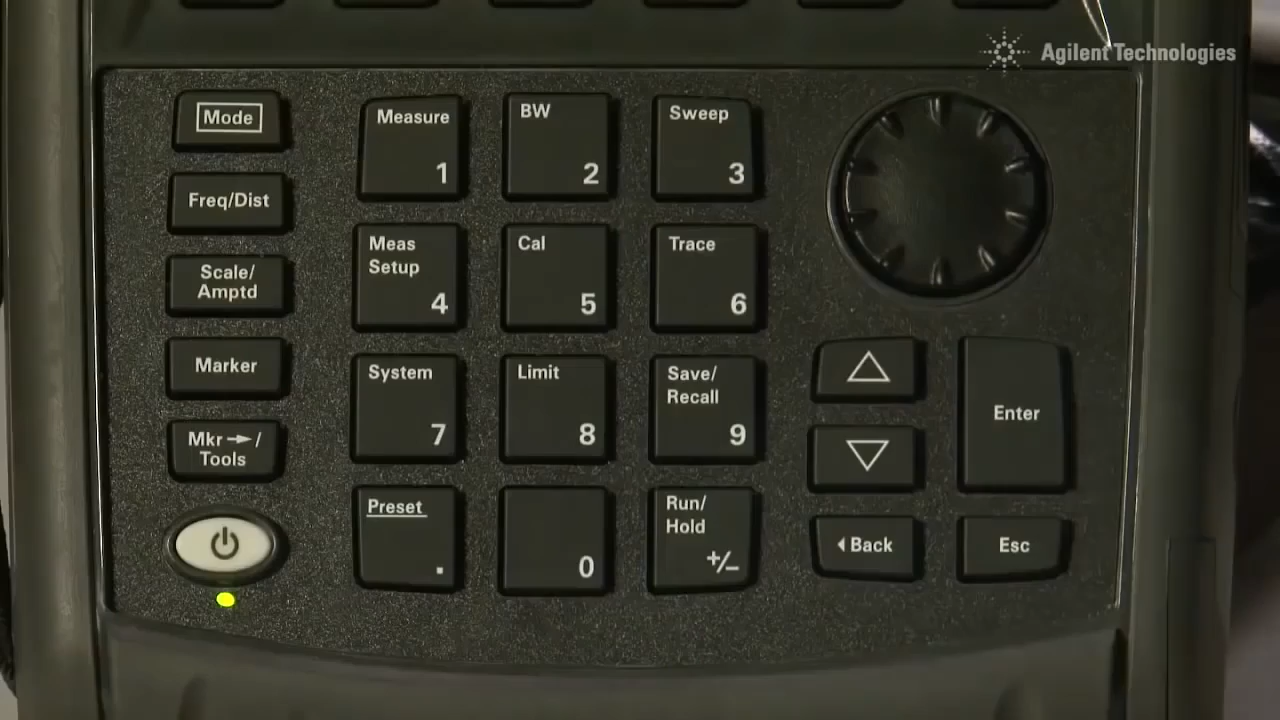 Agilent Technologies
Mode
Measure
1
BW
2
Sweep
3
Freq/Dist
Meas
Setup
4
Cal
5
Trace
6
Scale/
Amptd
Marker
System
7
Limit
8
Save/
Recall
9
Enter
Mkr→/
Tools
Preset
.
0
Run/
Hold
+/–
Back
Esc